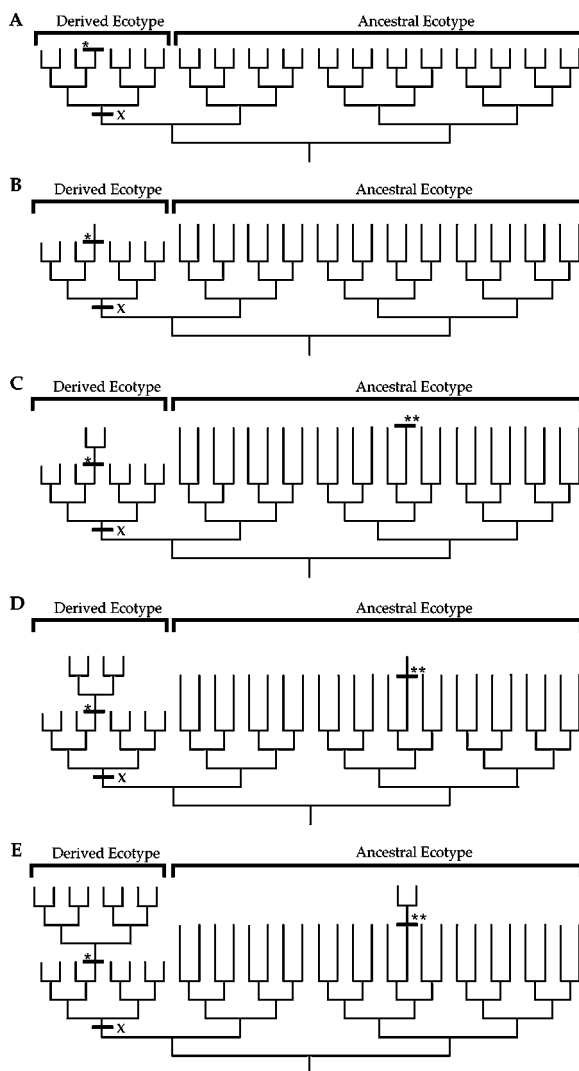 A Derived Ecotype Ancestral Ecotype
*
X
B Derived Ecotype Ancestral Ecotype
*
X
C Derived Ecotype Ancestral Ecotype
**
*
X
D Derived Ecotype Ancestral Ecotype
**
*
X
E Derived Ecotype Ancestral Ecotype
**
*
X